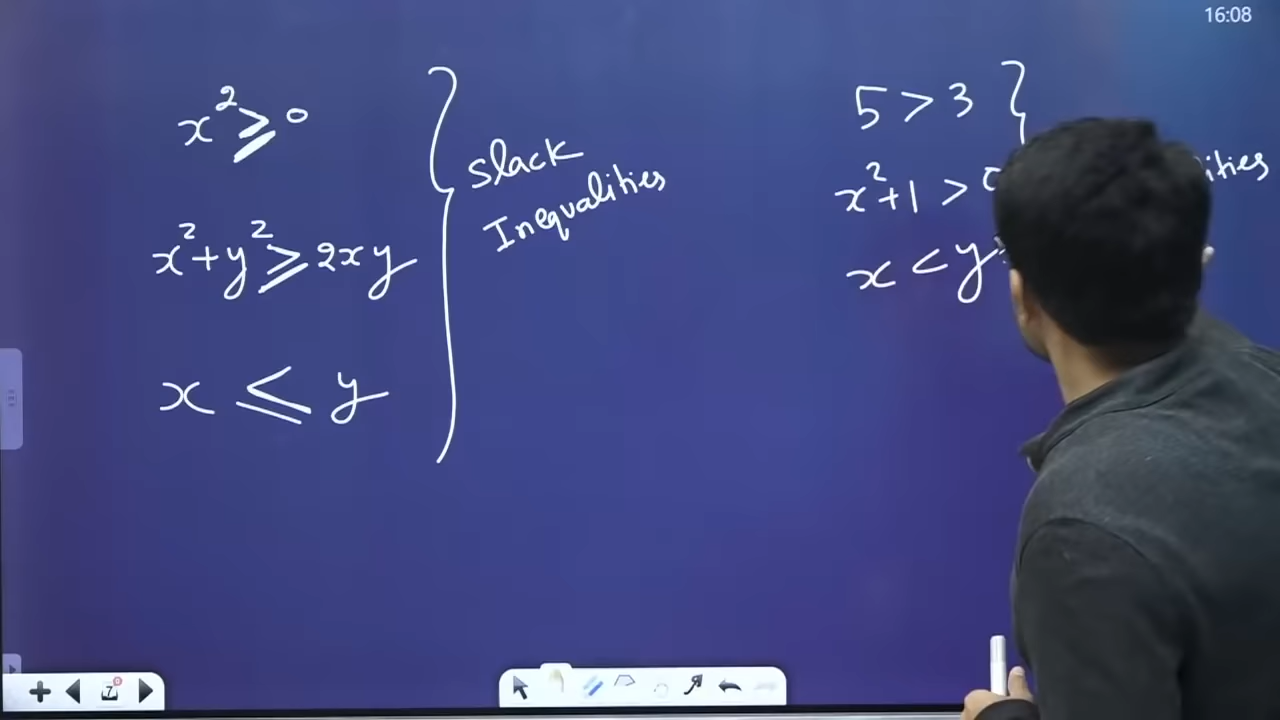 16:08
x² ≥ 0
x² + y² ≥ 2xy
x ≤ y
Slack
Inequalities
5 > 3
x² + 1 >
x < y